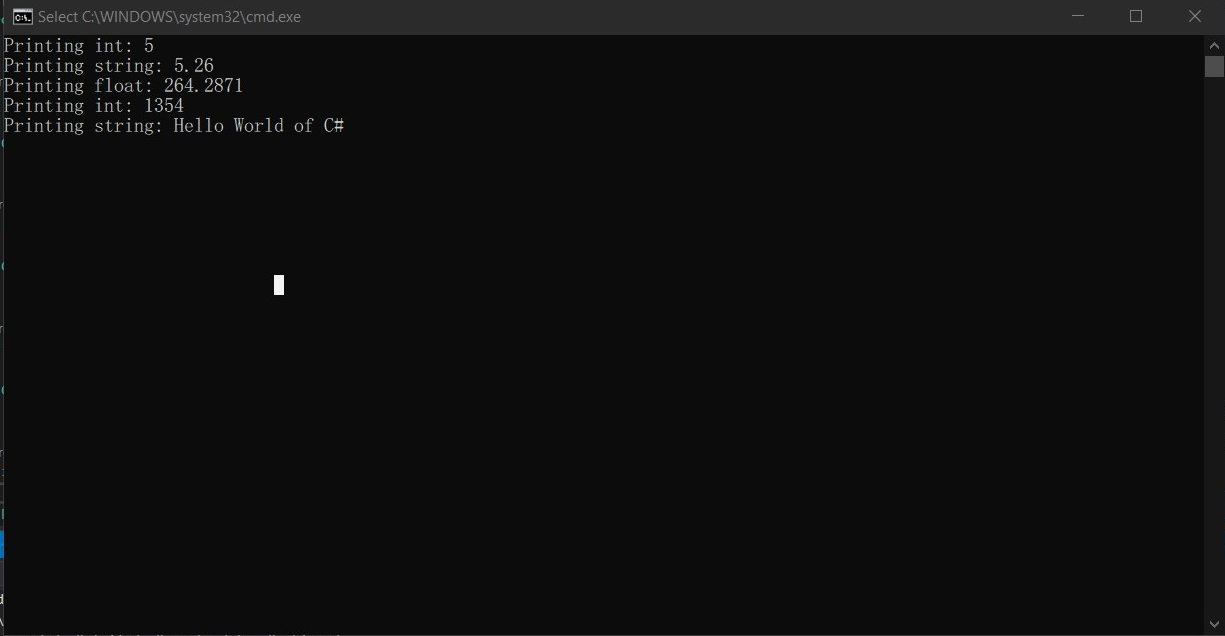 Select C:\WINDOWS\system32\cmd.exe
Printing int: 5
Printing string: 5.26
Printing float: 264.2871
Printing int: 1354
Printing string: Hello World of C#